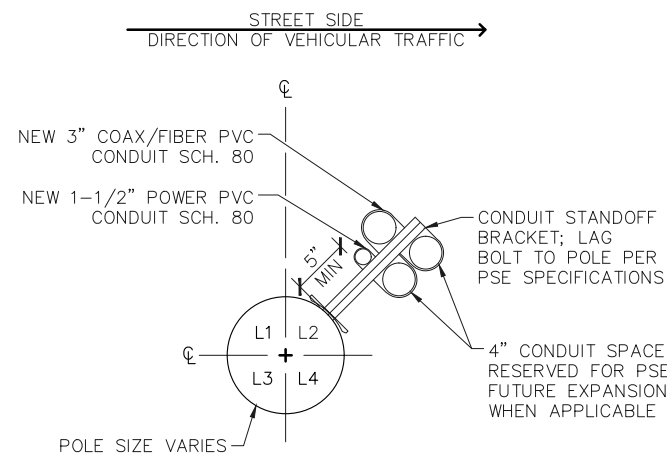 STREET SIDE
DIRECTION OF VEHICULAR TRAFFIC
℄
NEW 3" COAX/FIBER PVC
CONDUIT SCH. 80
NEW 1-1/2" POWER PVC
CONDUIT SCH. 80
5"
MIN
CONDUIT STANDOFF
BRACKET; LAG
BOLT TO POLE PER
PSE SPECIFICATIONS
℄
L1 L2
L3 L4
4" CONDUIT SPACE
RESERVED FOR PSE
FUTURE EXPANSION
WHEN APPLICABLE
POLE SIZE VARIES